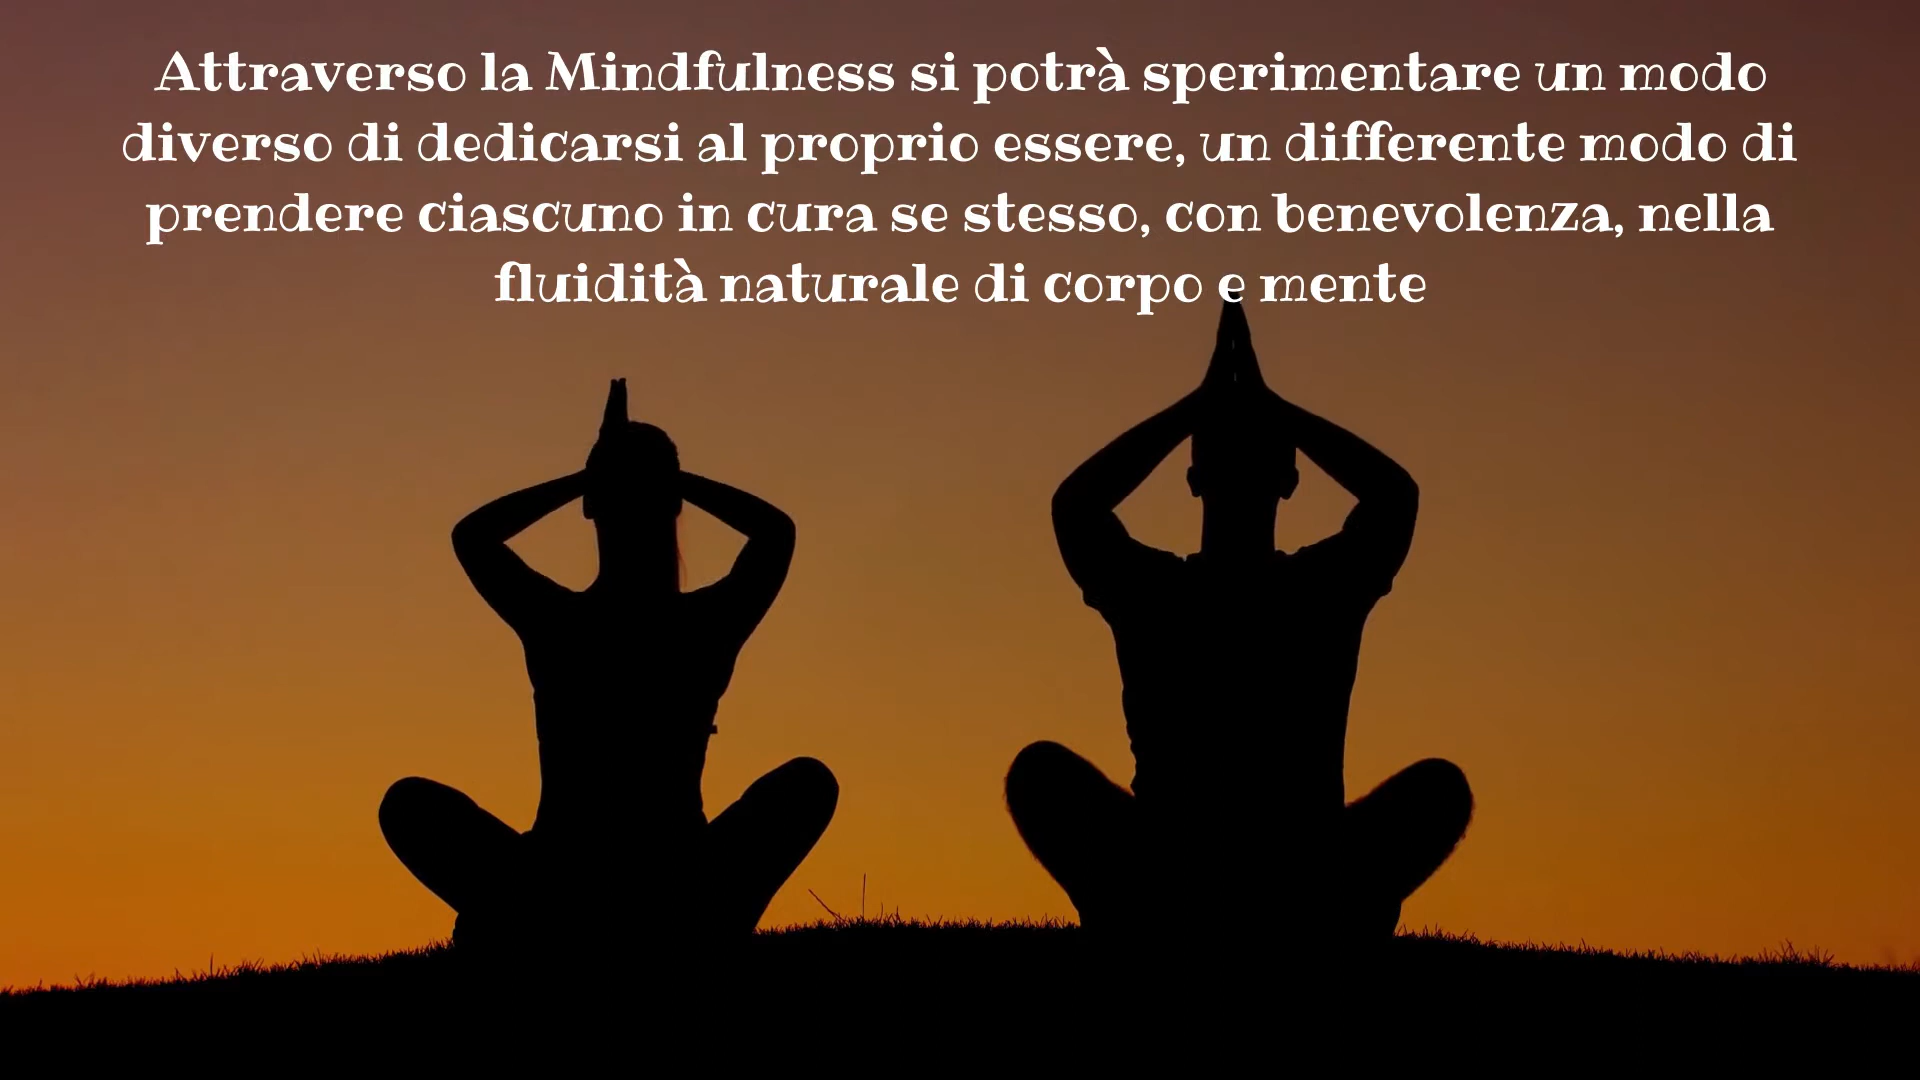 Attraverso la Mindfulness si potrà sperimentare un modo
diverso di dedicarsi al proprio essere, un differente modo di
prendere ciascuno in cura se stesso, con benevolenza, nella
fluidità naturale di corpo e mente